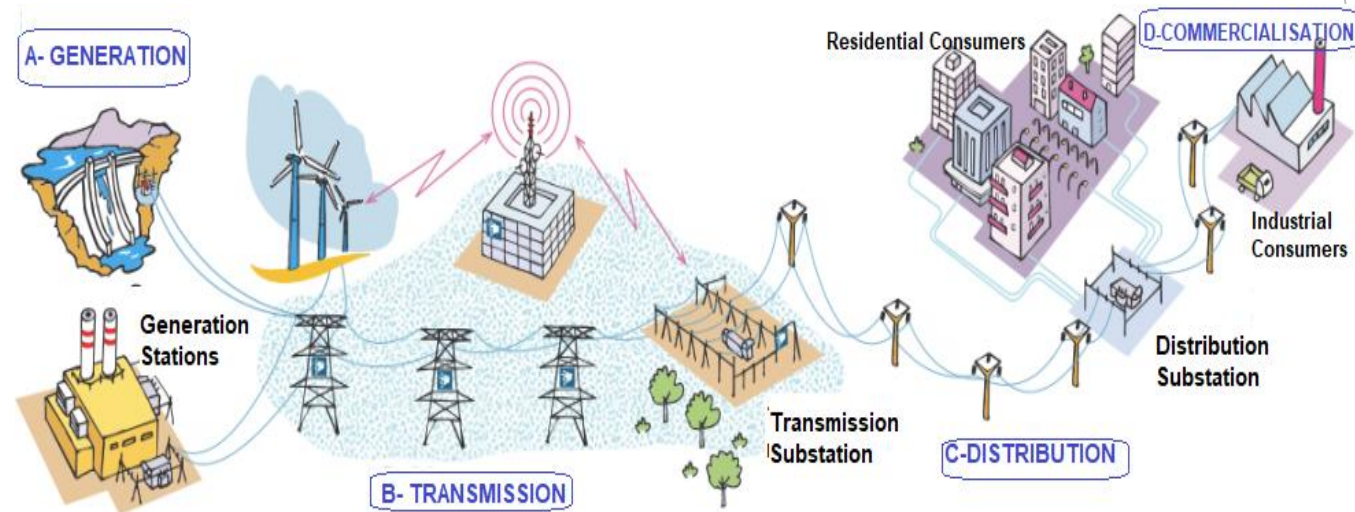 A- GENERATION
Residential Consumers
D-COMMERCIALISATION
Generation
Stations
Industrial
Consumers
Distribution
Substation
Transmission
Substation
B- TRANSMISSION
C-DISTRIBUTION